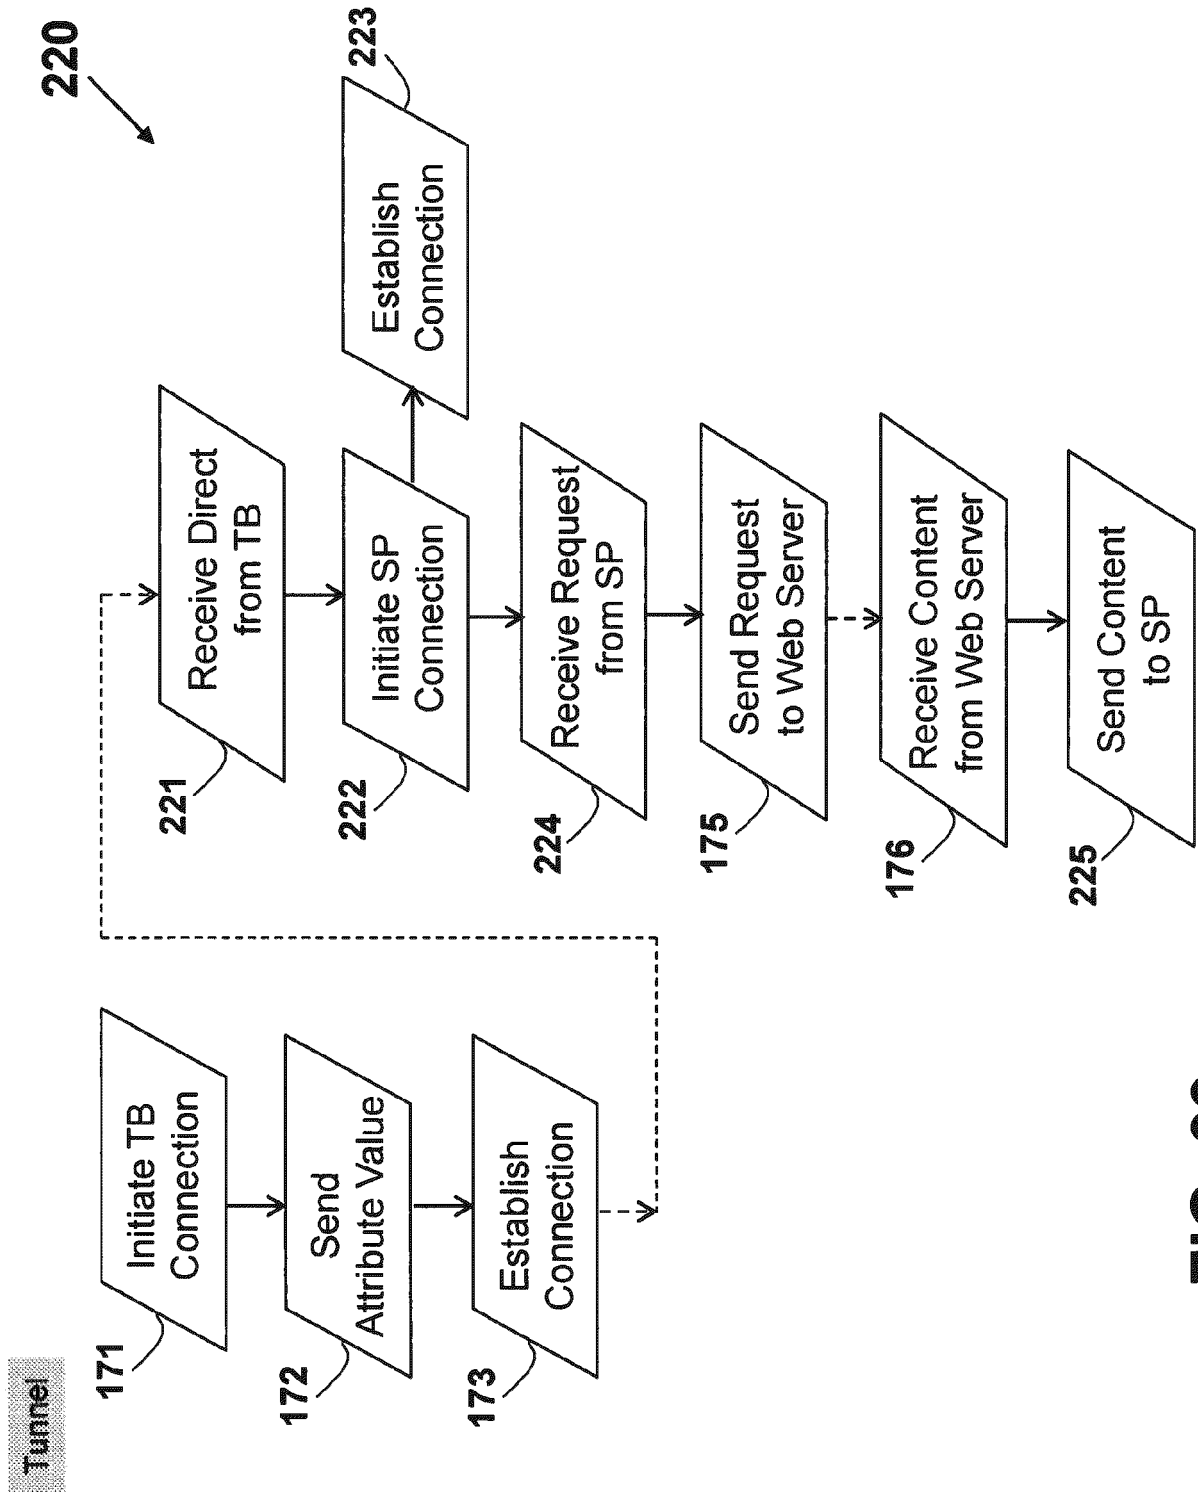 Tunnel
220
171
Initiate TB
Connection
172
Send
Attribute Value
173
Establish
Connection
221
Receive Direct
from TB
222
Initiate SP
Connection
223
Establish
Connection
224
Receive Request
from SP
175
Send Request
to Web Server
176
Receive Content
from Web Server
225
Send Content
to SP